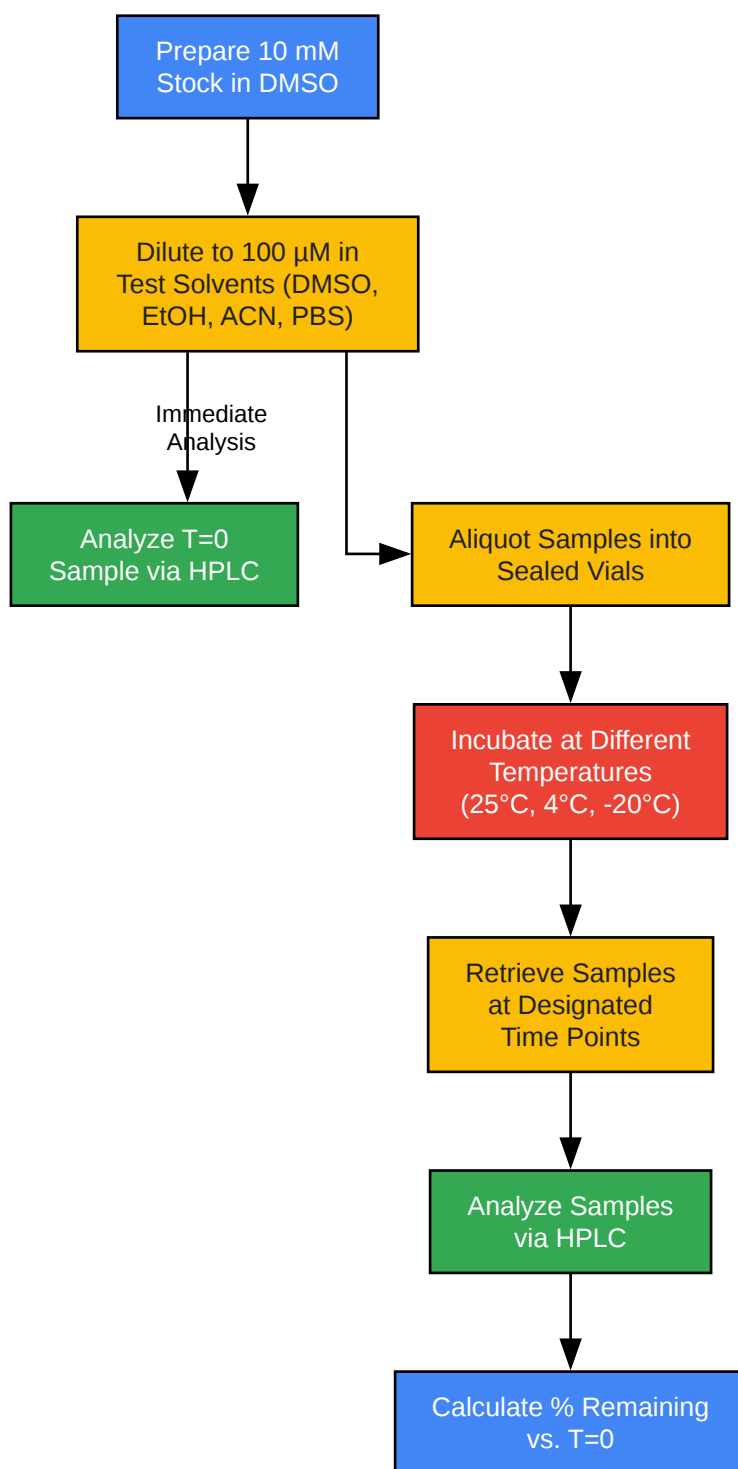 Prepare 10 mM
Stock in DMSO
Dilute to 100 µM in
Test Solvents (DMSO,
EtOH, ACN, PBS)
Immediate
Analysis
Analyze T=0
Sample via HPLC
Aliquot Samples into
Sealed Vials
Incubate at Different
Temperatures
(25°C, 4°C, -20°C)
Retrieve Samples
at Designated
Time Points
Analyze Samples
via HPLC
Calculate % Remaining
vs. T=0